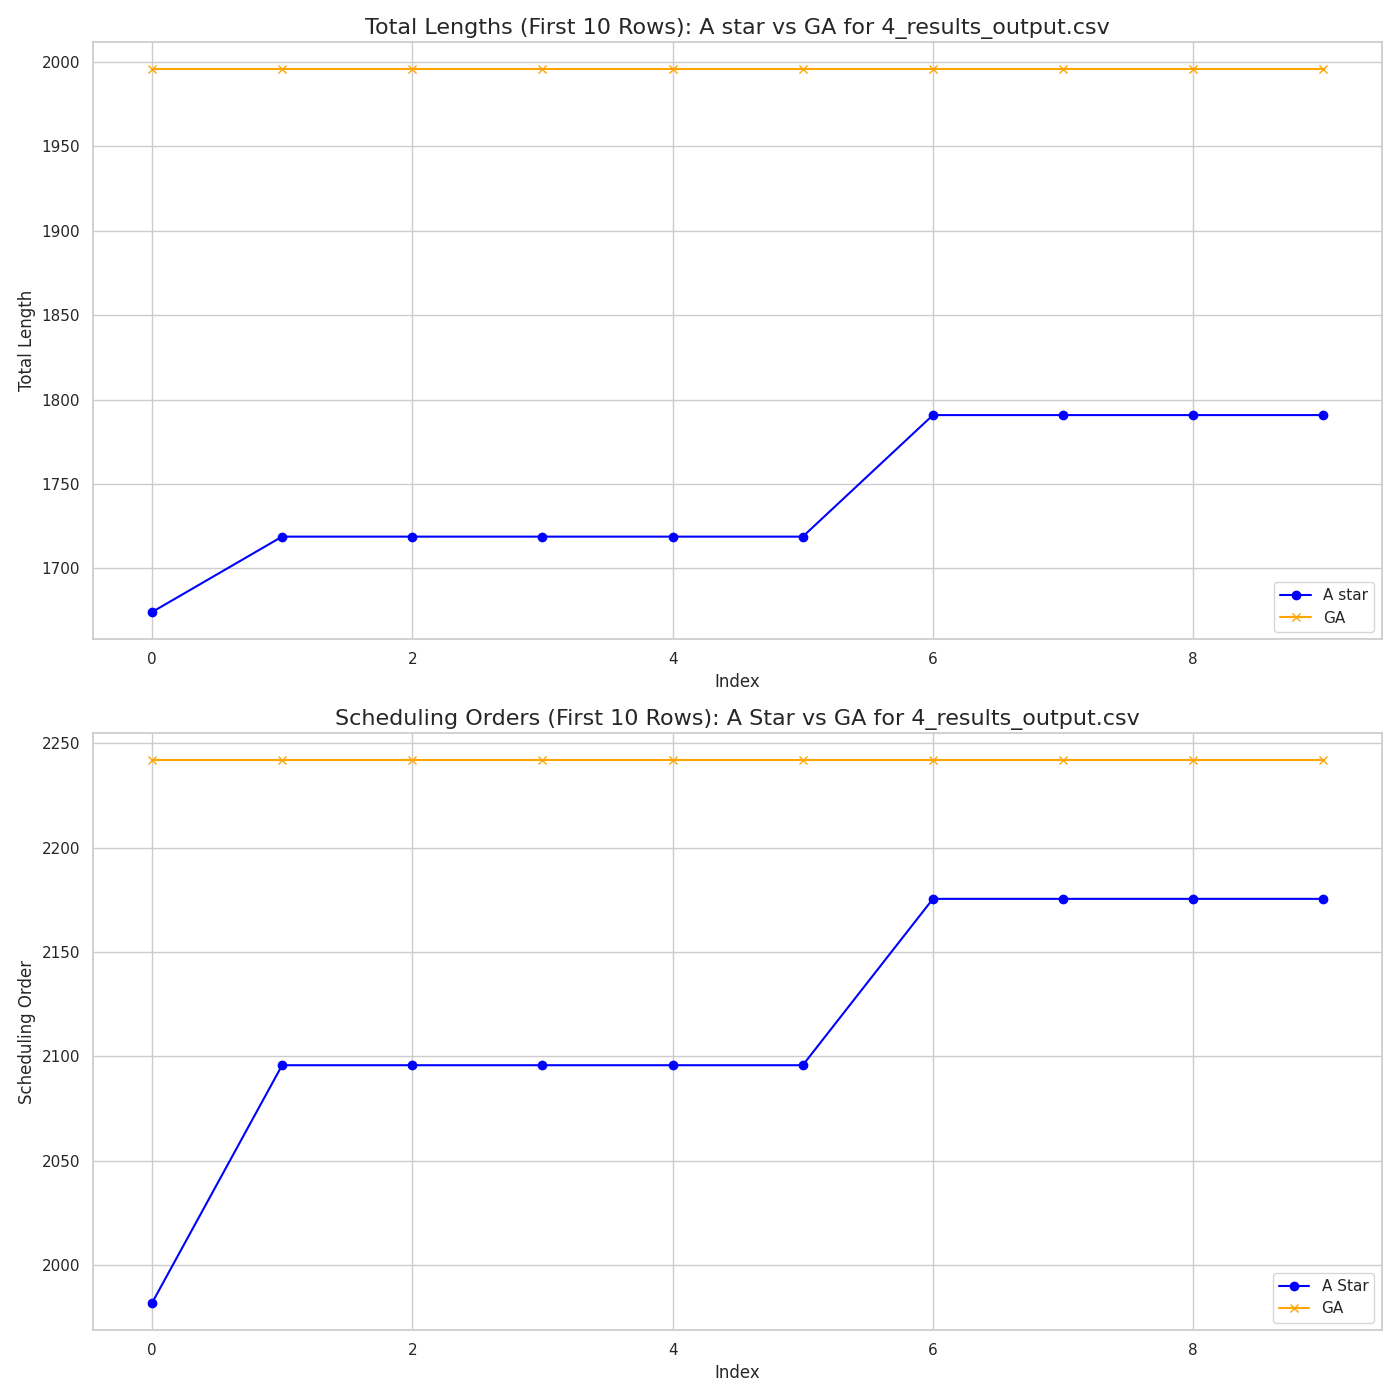 Total Lengths (First 10 Rows): A star vs GA for 4_results_output.csv
2000
1950
1900
1850
1800
1750
1700
Total Length
0 2 4 6 8
Index
A star
GA
Scheduling Orders (First 10 Rows): A Star vs GA for 4_results_output.csv
2250
2200
2150
2100
2050
2000
Scheduling Order
0 2 4 6 8
Index
A Star
GA